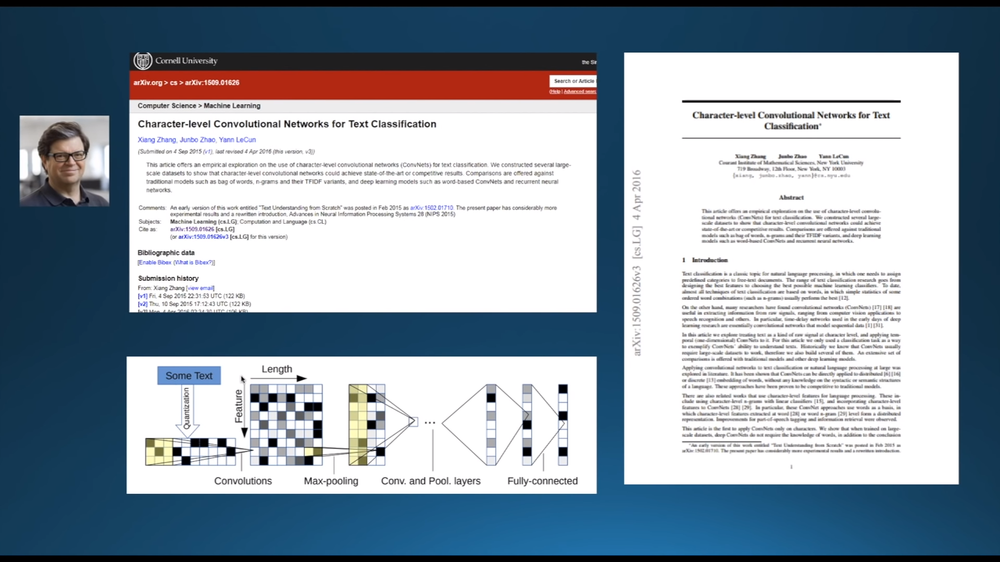 Cornell University
the Si
arXiv.org > cs > arXiv:1509.01626
Search or Article
(Help | Advanced searc
Computer Science > Machine Learning
Character-level Convolutional Networks for Text Classification
Xiang Zhang, Junbo Zhao, Yann LeCun
(Submitted on 4 Sep 2015 (v1), last revised 4 Apr 2016 (this version, v3))
This article offers an empirical exploration on the use of character-level convolutional networks (ConvNets) for text classification. We constructed several large-
scale datasets to show that character-level convolutional networks could achieve state-of-the-art or competitive results. Comparisons are offered against
traditional models such as bag of words, n-grams and their TFIDF variants, and deep learning models such as word-based ConvNets and recurrent neural
networks.
Comments: An early version of this work entitled "Text Understanding from Scratch" was posted in Feb 2015 as arXiv:1502.01710. The present paper has considerably more
experimental results and a rewritten introduction, Advances in Neural Information Processing Systems 28 (NIPS 2015)
Subjects: Machine Learning (cs.LG); Computation and Language (cs.CL)
Cite as: arXiv:1509.01626 [cs.LG]
(or arXiv:1509.01626v3 [cs.LG] for this version)
Bibliographic data
[Enable Bibex (What is Bibex?)]
Submission history
From: Xiang Zhang [view email]
[v1] Fri, 4 Sep 2015 22:31:53 UTC (122 KB)
[v2] Thu, 10 Sep 2015 17:12:43 UTC (122 KB)
[v3] Mon, 4 Apr 2016 02:34:30 UTC (106 KB)
Some Text
Quantization
Length
Feature
...
Convolutions
Max-pooling
Conv. and Pool. layers
Fully-connected
arXiv:1509.01626v3 [cs.LG] 4 Apr 2016
Character-level Convolutional Networks for Text
Classification*
Xiang Zhang Junbo Zhao Yann LeCun
Courant Institute of Mathematical Sciences, New York University
719 Broadway, 12th Floor, New York, NY 10003
{xiang, junbo.zhao, yann}@cs.nyu.edu
Abstract
This article offers an empirical exploration on the use of character-level convolu-
tional networks (ConvNets) for text classification. We constructed several large-
scale datasets to show that character-level convolutional networks could achieve
state-of-the-art or competitive results. Comparisons are offered against traditional
models such as bag of words, n-grams and their TFIDF variants, and deep learning
models such as word-based ConvNets and recurrent neural networks.
1 Introduction
Text classification is a classic topic for natural language processing, in which one needs to assign
predefined categories to free-text documents. The range of text classification research goes from
designing the best features to choosing the best possible machine learning classifiers. To date,
almost all techniques of text classification are based on words, in which simple statistics of some
ordered word combinations (such as n-grams) usually perform the best [12].
On the other hand, many researchers have found convolutional networks (ConvNets) [17] [18] are
useful in extracting information from raw signals, ranging from computer vision applications to
speech recognition and others. In particular, time-delay networks used in the early days of deep
learning research are essentially convolutional networks that model sequential data [1] [31].
In this article we explore treating text as a kind of raw signal at character level, and applying tem-
poral (one-dimensional) ConvNets to it. For this article we only used a classification task as a way
to exemplify ConvNets' ability to understand texts. Historically we know that ConvNets usually
require large-scale datasets to work, therefore we also build several of them. An extensive set of
comparisons is offered with traditional models and other deep learning models.
Applying convolutional networks to text classification or natural language processing at large was
explored in literature. It has been shown that ConvNets can be directly applied to distributed [6] [16]
or discrete [13] embedding of words, without any knowledge on the syntactic or semantic structures
of a language. These approaches have been proven to be competitive to traditional models.
There are also related works that use character-level features for language processing. These in-
clude using character-level n-grams with linear classifiers [15], and incorporating character-level
features to ConvNets [28] [29]. In particular, these ConvNet approaches use words as a basis, in
which character-level features extracted at word [28] or word n-gram [29] level form a distributed
representation. Improvements for part-of-speech tagging and information retrieval were observed.
This article is the first to apply ConvNets only on characters. We show that when trained on large-
scale datasets, deep ConvNets do not require the knowledge of words, in addition to the conclusion
*An early version of this work entitled "Text Understanding from Scratch" was posted in Feb 2015 as
arXiv:1502.01710. The present paper has considerably more experimental results and a rewritten introduction.
1